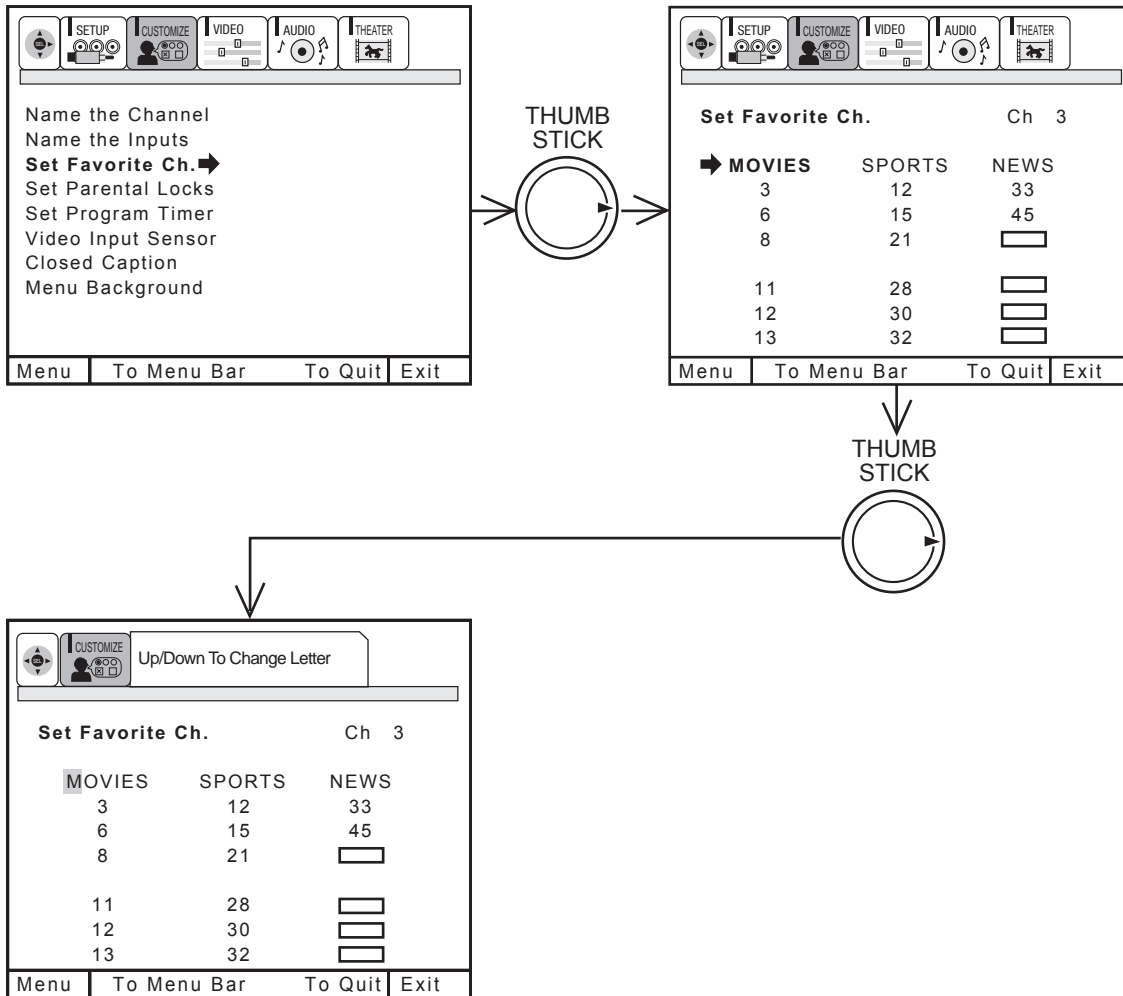 SEL SETUP CUSTOMIZE VIDEO AUDIO THEATER
Name the Channel
Name the Inputs
Set Favorite Ch.
Set Parental Locks
Set Program Timer
Video Input Sensor
Closed Caption
Menu Background
Menu To Menu Bar To Quit Exit
THUMB
STICK
SEL SETUP CUSTOMIZE VIDEO AUDIO THEATER
Set Favorite Ch. Ch 3
MOVIES SPORTS NEWS
3 12 33
6 15 45
8 21
11 28
12 30
13 32
Menu To Menu Bar To Quit Exit
THUMB
STICK
SEL CUSTOMIZE Up/Down To Change Letter
Set Favorite Ch. Ch 3
MOVIES SPORTS NEWS
3 12 33
6 15 45
8 21
11 28
12 30
13 32
Menu To Menu Bar To Quit Exit